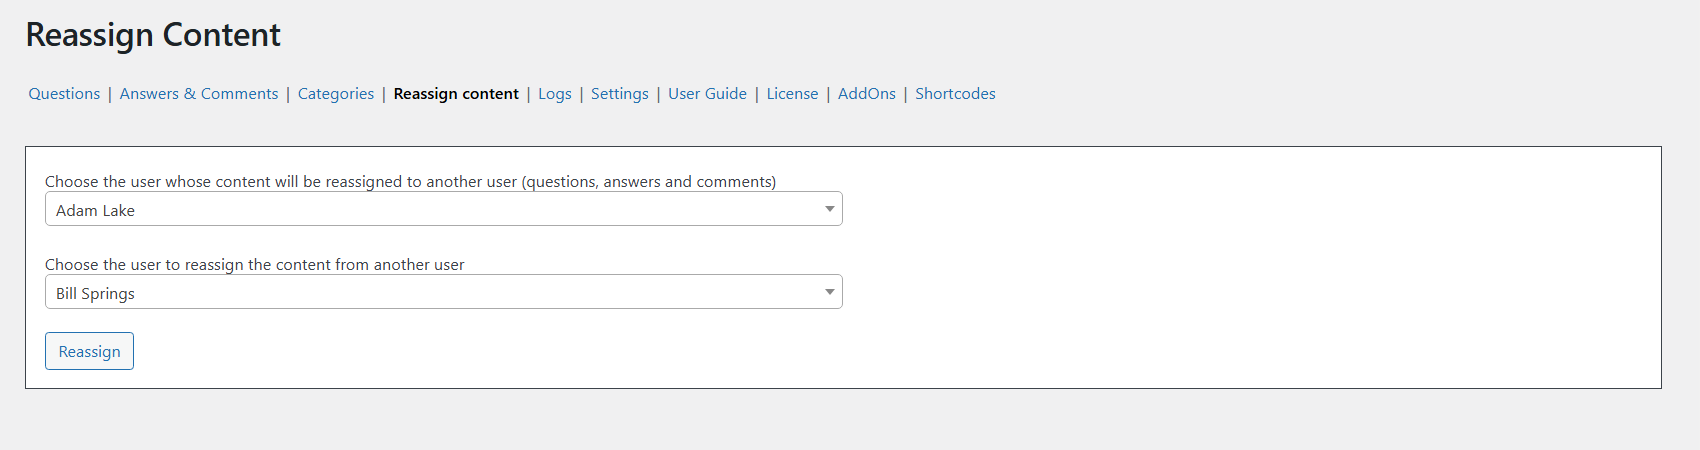 Reassign Content
Questions | Answers & Comments | Categories | Reassign content | Logs | Settings | User Guide | License | AddOns | Shortcodes
Choose the user whose content will be reassigned to another user (questions, answers and comments)
Adam Lake
Choose the user to reassign the content from another user
Bill Springs
Reassign